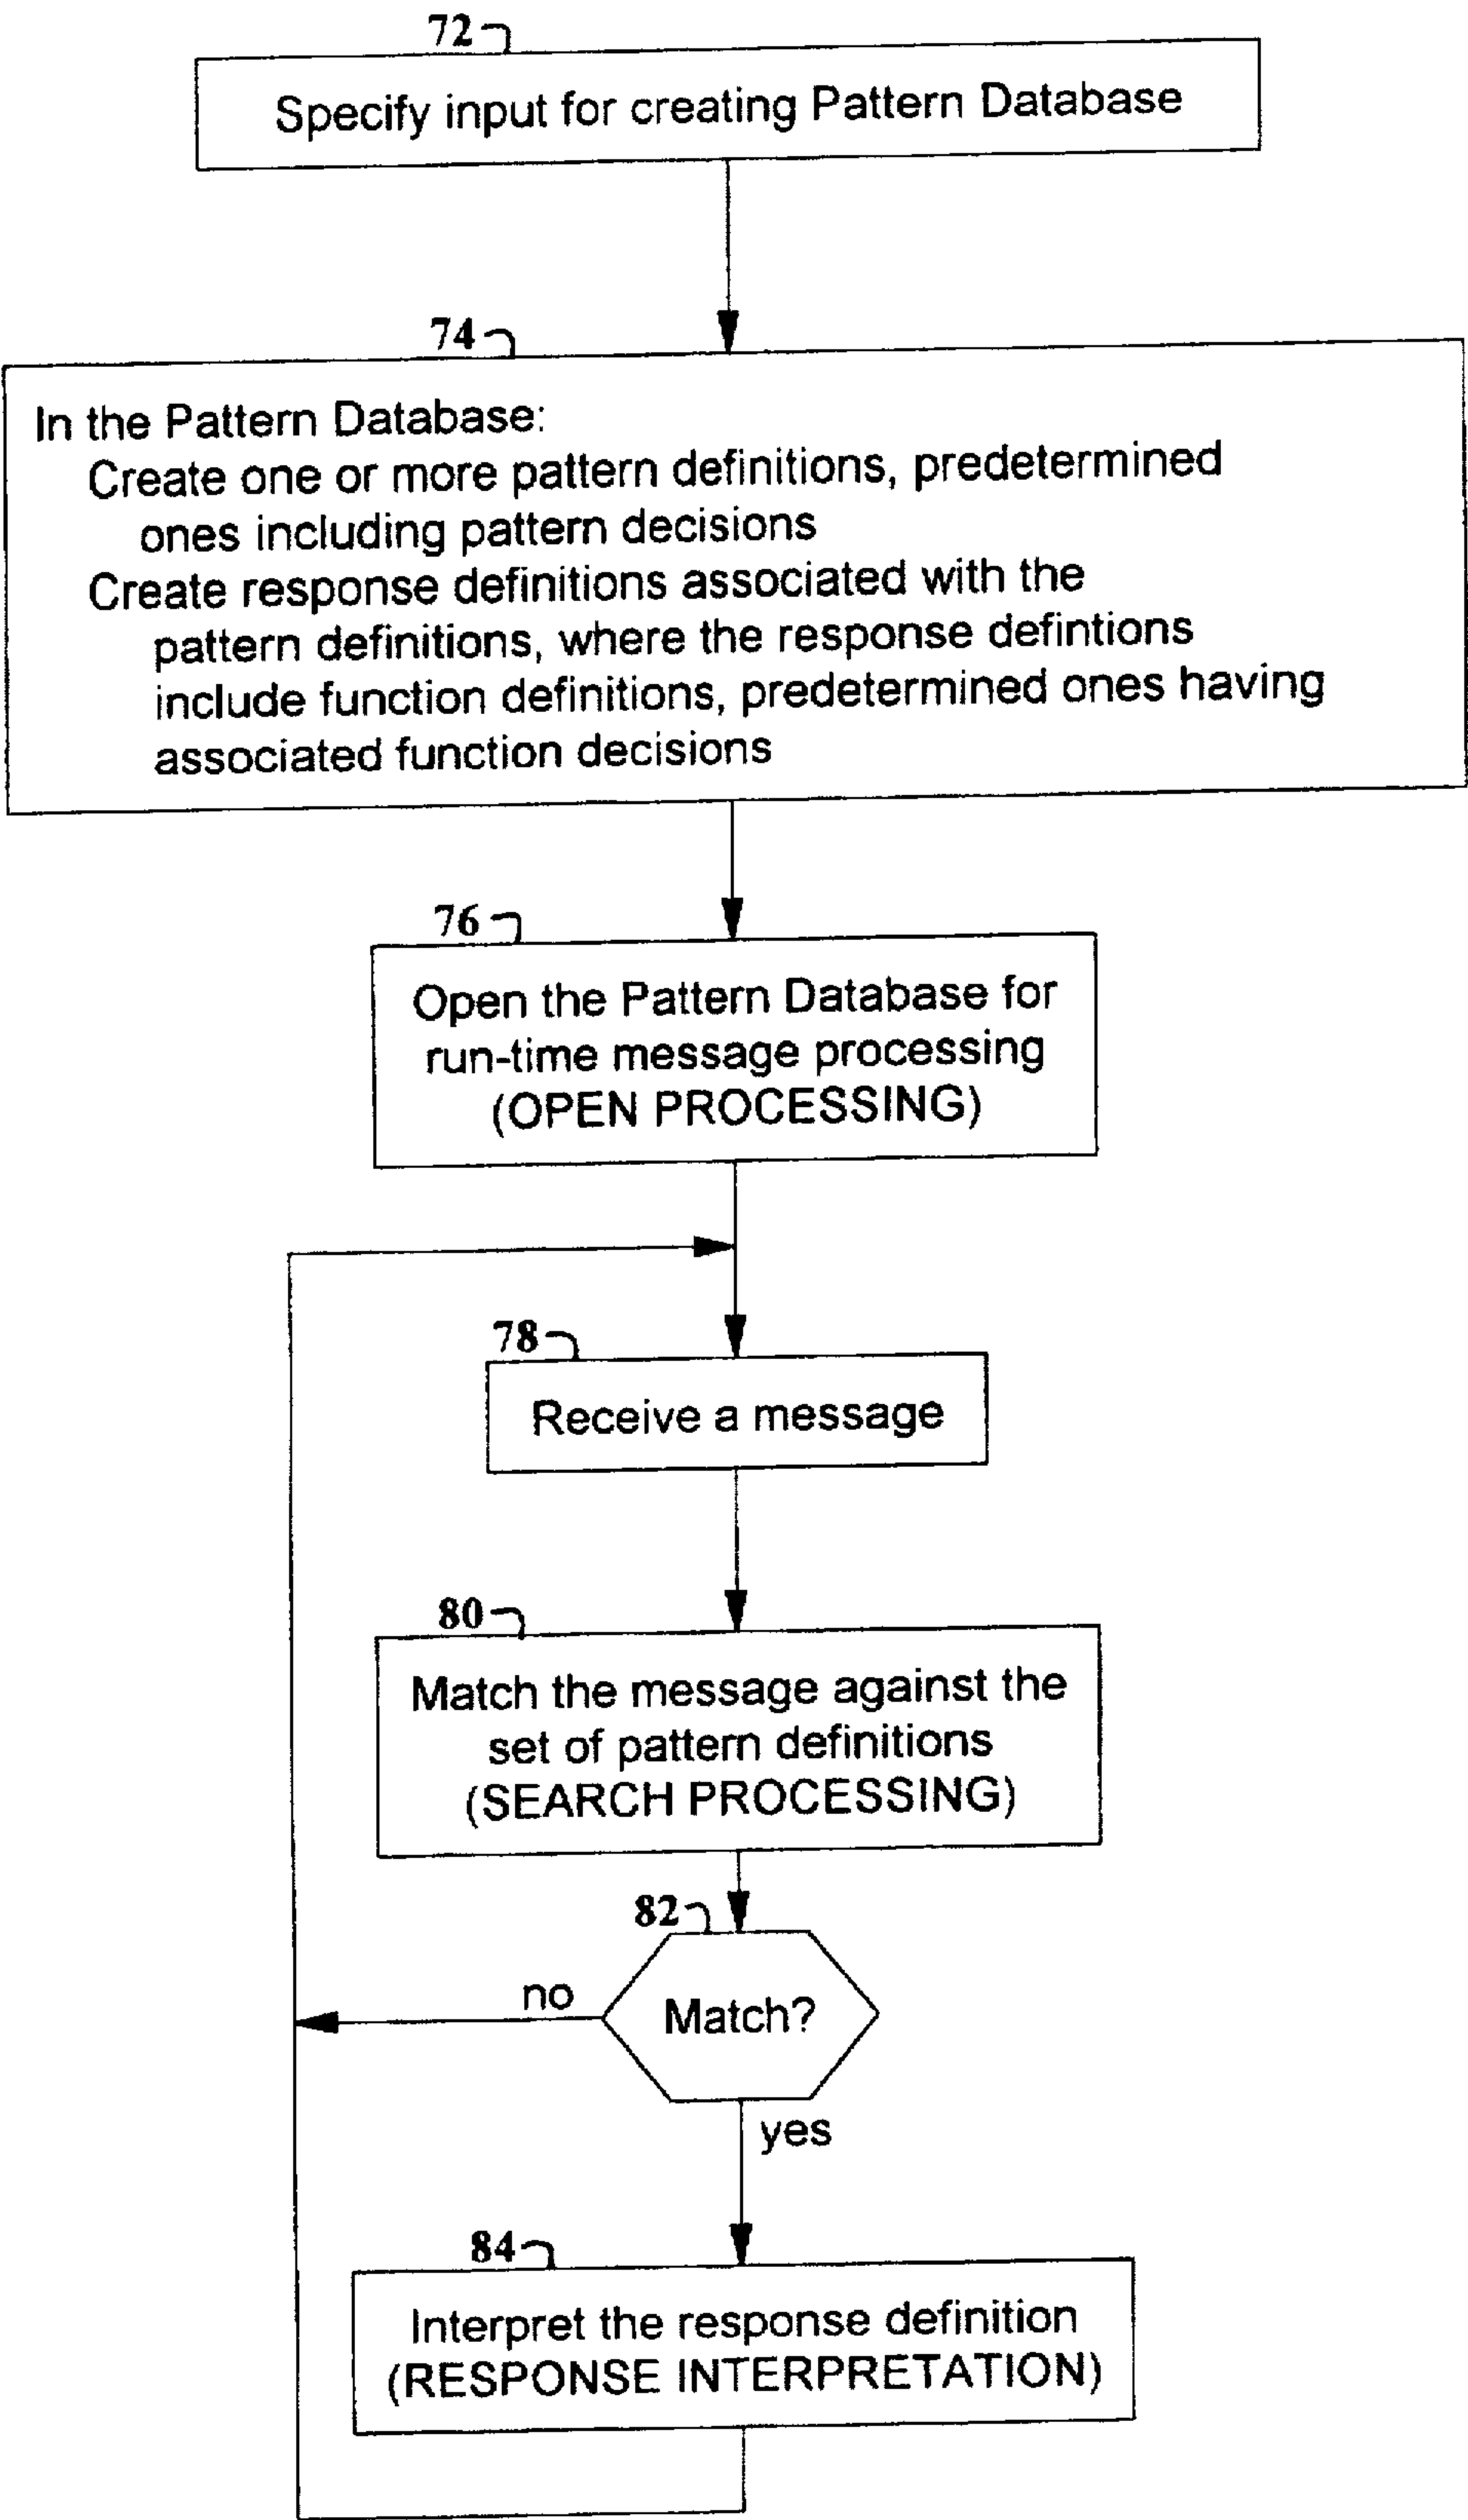 72
Specify input for creating Pattern Database
74
In the Pattern Database:
Create one or more pattern definitions, predetermined
ones including pattern decisions
Create response definitions associated with the
pattern definitions, where the response defintions
include function definitions, predetermined ones having
associated function decisions
76
Open the Pattern Database for
run-time message processing
(OPEN PROCESSING)
78
Receive a message
80
Match the message against the
set of pattern definitions
(SEARCH PROCESSING)
82
Match?
no
yes
84
Interpret the response definition
(RESPONSE INTERPRETATION)